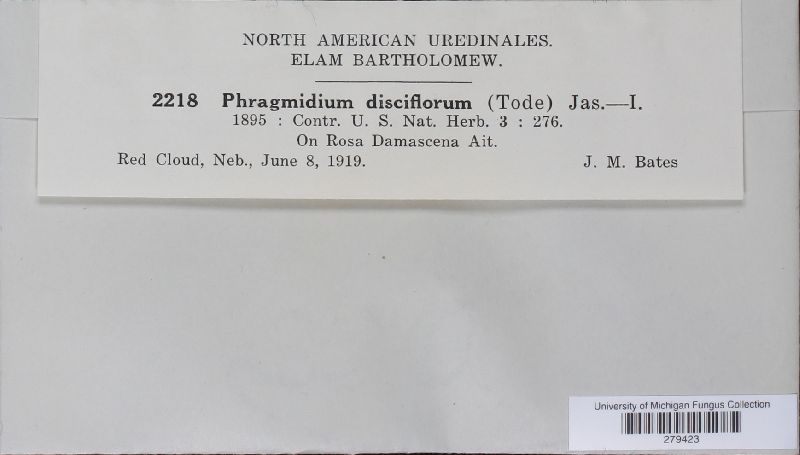 NORTH AMERICAN UREDINALES.
ELAM BARTHOLOMEW.
2218 Phragmidium disciflorum (Tode) Jas.—I.
1895 : Contr. U. S. Nat. Herb. 3 : 276.
On Rosa Damascena Ait.
Red Cloud, Neb., June 8, 1919. J. M. Bates
University of Michigan Fungus Collection
279423